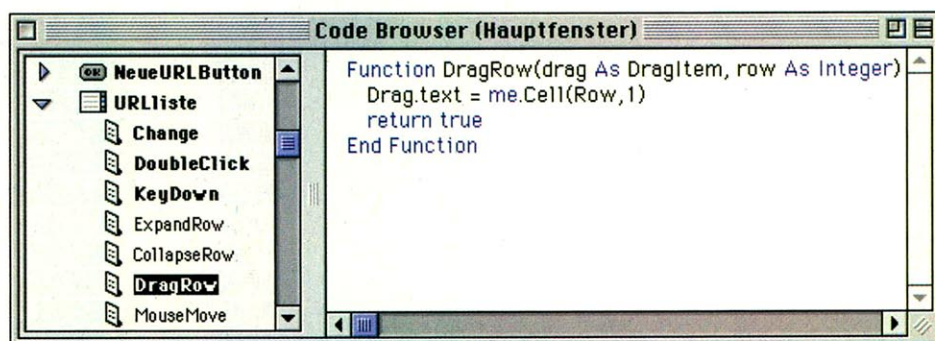 Code Browser (Hauptfenster)
OK NeueURLButton
URLliste
Change
DoubleClick
KeyDown
ExpandRow
CollapseRow
DragRow
MouseMove
Function DragRow(drag As DragItem, row As Integer)
Drag.text = me.Cell(Row,1)
return true
End Function